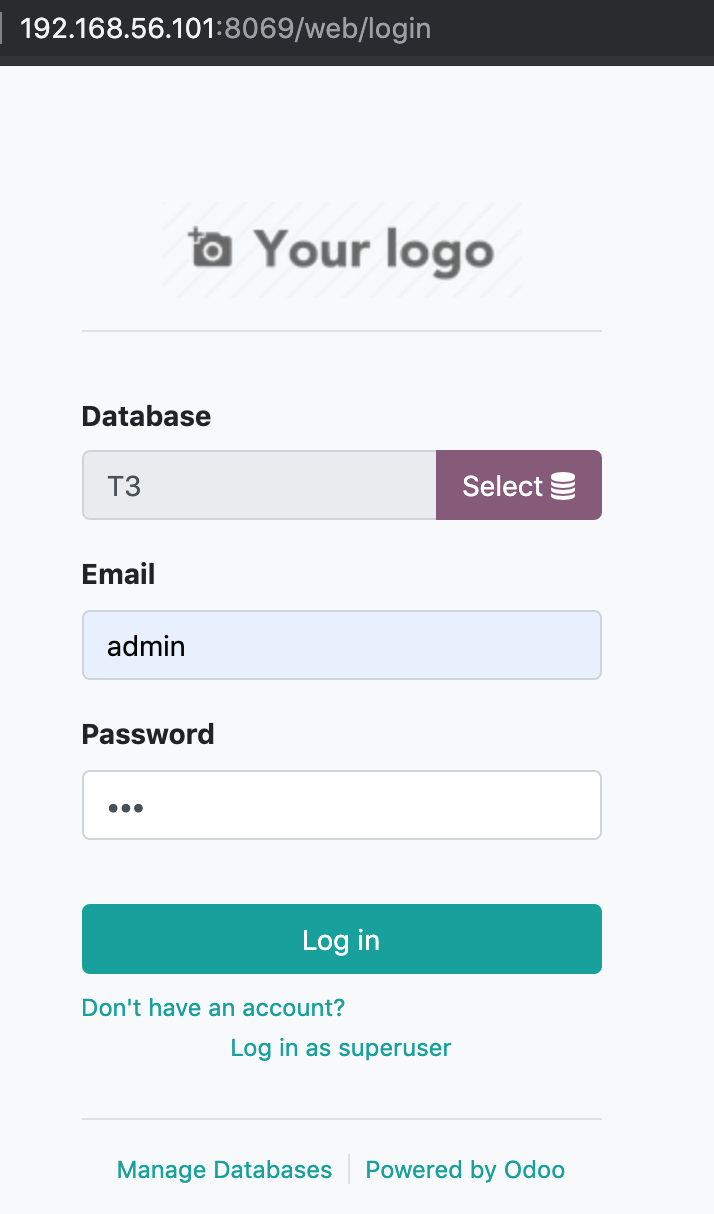 192.168.56.101:8069/web/login
Your logo
Database
T3
Select
Email
admin
Password
•••
Log in
Don't have an account?
Log in as superuser
Manage Databases
Powered by Odoo